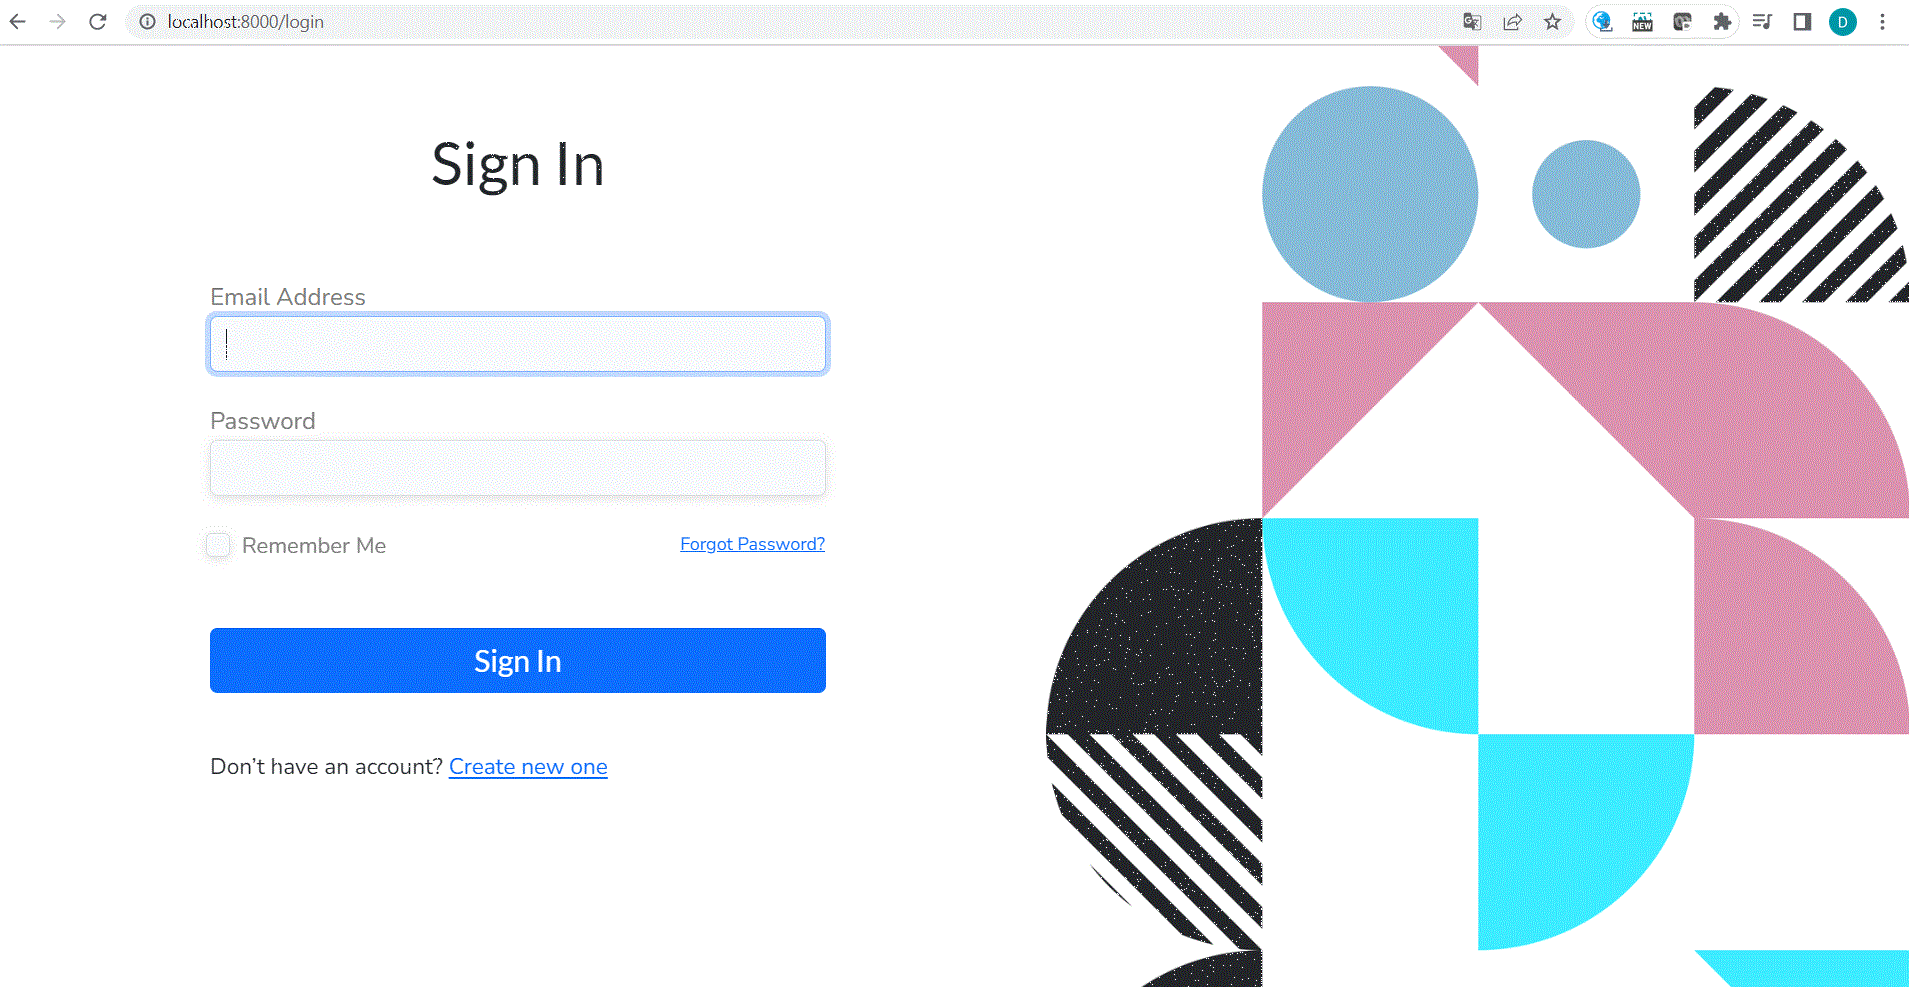 localhost:8000/login
NEW
D
Sign In
Email Address
Password
Remember Me
Forgot Password?
Sign In
Don't have an account? Create new one